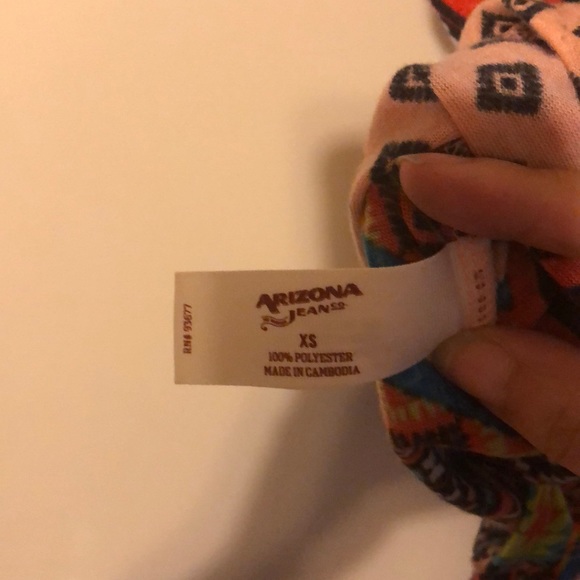 ARIZONA
JEAN CO
XS
100% POLYESTER
MADE IN CAMBODIA
RN# 93677